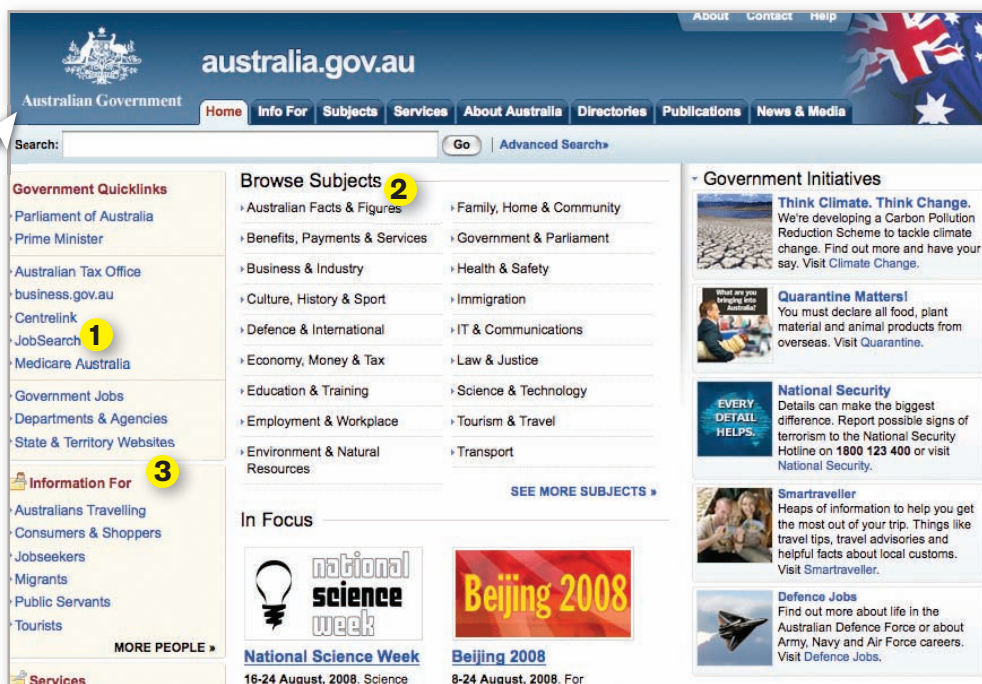 About Contact Help
australia.gov.au
Australian Government
Home Info For Subjects Services About Australia Directories Publications News & Media
Search:
Go
Advanced Search»
Government Quicklinks
Parliament of Australia
Prime Minister
Australian Tax Office
business.gov.au
Centrelink
JobSearch
1
Medicare Australia
Government Jobs
Departments & Agencies
State & Territory Websites
3
Information For
Australians Travelling
Consumers & Shoppers
Jobseekers
Migrants
Public Servants
Tourists
MORE PEOPLE »
Services
Browse Subjects
2
Australian Facts & Figures
Benefits, Payments & Services
Business & Industry
Culture, History & Sport
Defence & International
Economy, Money & Tax
Education & Training
Employment & Workplace
Environment & Natural
Resources
Family, Home & Community
Government & Parliament
Health & Safety
Immigration
IT & Communications
Law & Justice
Science & Technology
Tourism & Travel
Transport
SEE MORE SUBJECTS »
In Focus
national
science
week
National Science Week
16-24 August, 2008. Science
Beijing 2008
Beijing 2008
8-24 August, 2008. For
Government Initiatives
Think Climate. Think Change.
We're developing a Carbon Pollution
Reduction Scheme to tackle climate
change. Find out more and have your
say. Visit Climate Change.
What are you
bringing into
Australia?
Quarantine Matters!
You must declare all food, plant
material and animal products from
overseas. Visit Quarantine.
EVERY
DETAIL
HELPS.
National Security
Details can make the biggest
difference. Report possible signs of
terrorism to the National Security
Hotline on 1800 123 400 or visit
National Security.
Smartraveller
Heaps of information to help you get
the most out of your trip. Things like
travel tips, travel advisories and
helpful facts about local customs.
Visit Smartraveller.
Defence Jobs
Find out more about life in the
Australian Defence Force or about
Army, Navy and Air Force careers.
Visit Defence Jobs.